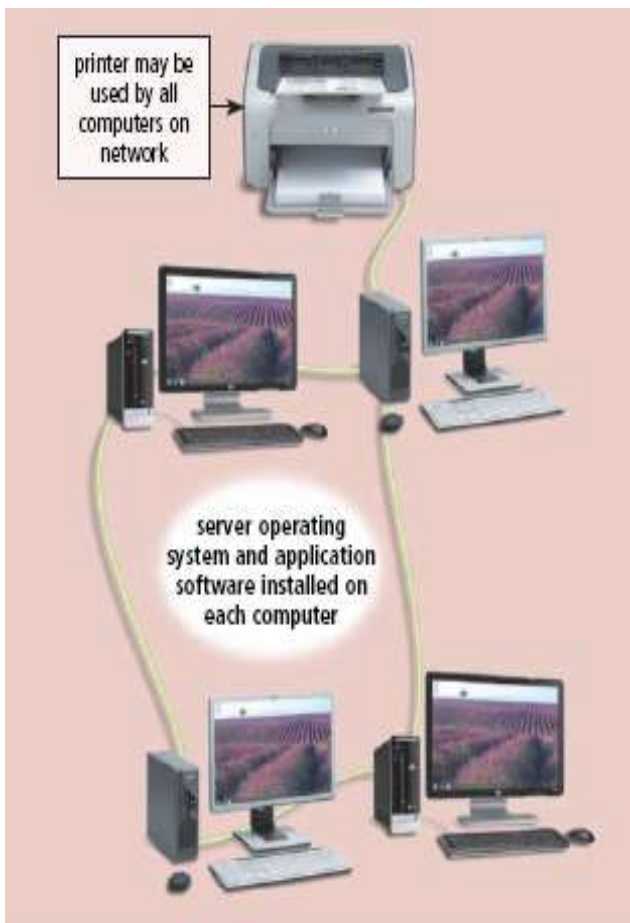 printer may be
used by all
computers on
network
server operating
system and application
software installed on
each computer